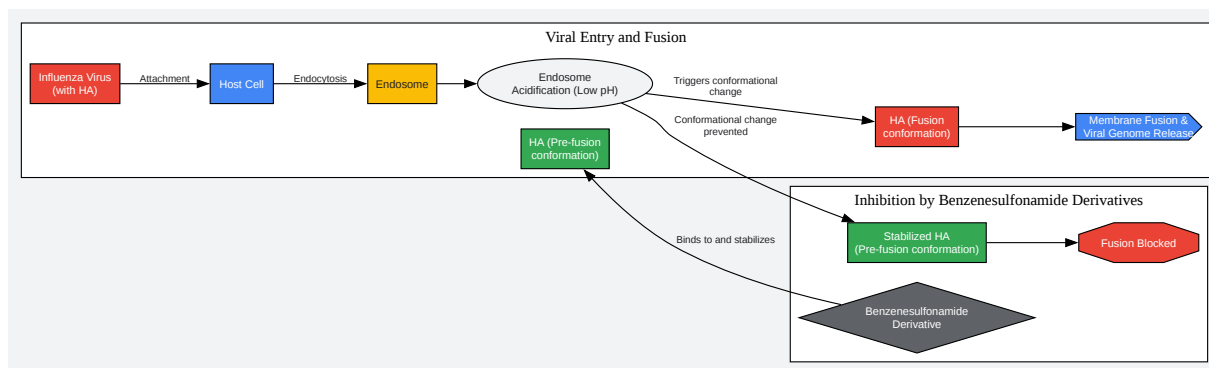 Viral Entry and Fusion
Influenza Virus
(with HA)
Attachment
Host Cell
Endocytosis
Endosome
Endosome
Acidification (Low pH)
Triggers conformational
change
Conformational change
prevented
HA (Fusion
conformation)
Membrane Fusion &
Viral Genome Release
HA (Pre-fusion
conformation)
Inhibition by Benzenesulfonamide Derivatives
Binds to and stabilizes
Stabilized HA
(Pre-fusion conformation)
Fusion Blocked
Benzenesulfonamide
Derivative